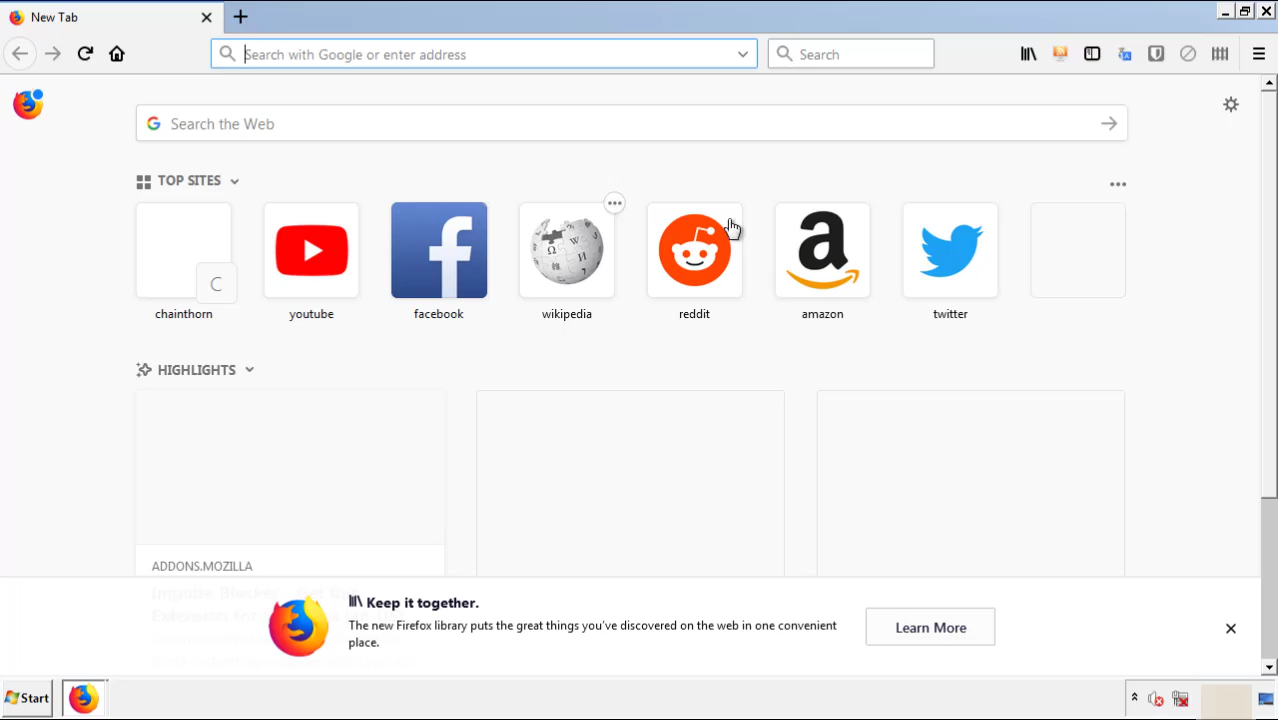 New Tab
Search with Google or enter address
Search
Search the Web
TOP SITES
C
chainthorn
youtube
facebook
wikipedia
reddit
amazon
twitter
HIGHLIGHTS
ADDONS.MOZILLA
Keep it together.
The new Firefox library puts the great things you've discovered on the web in one convenient
place.
Learn More
Start